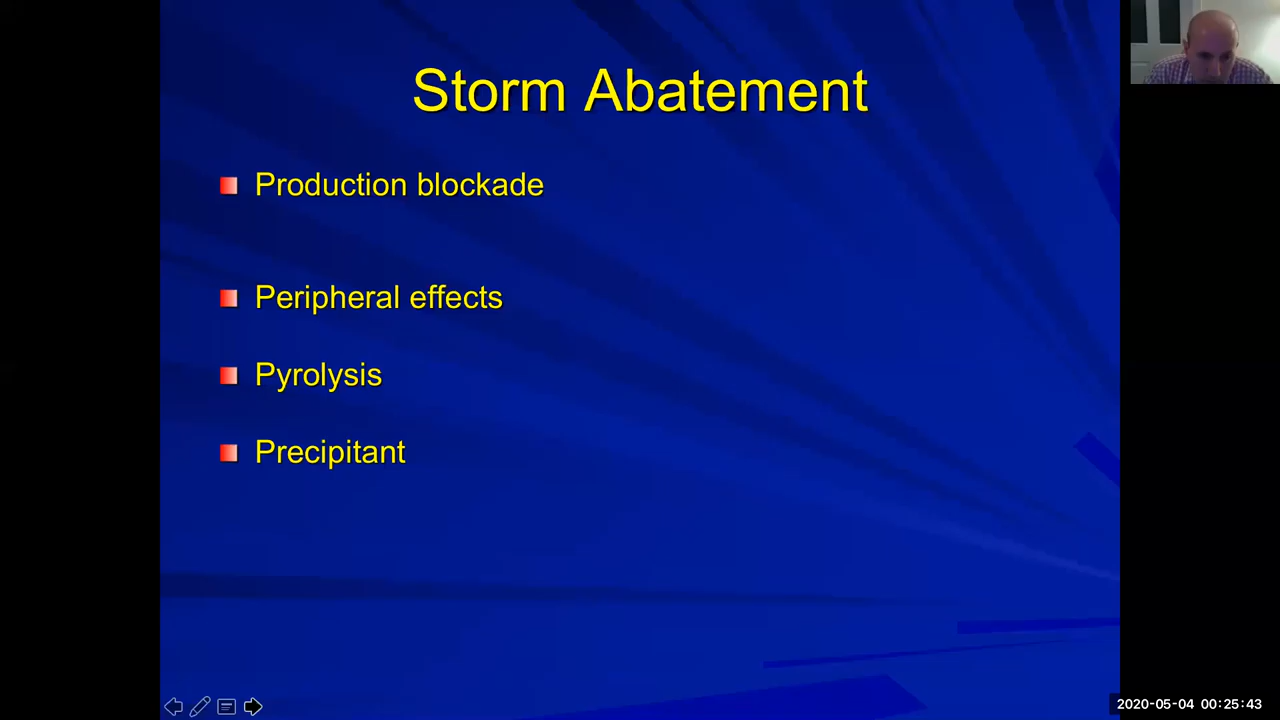 Storm Abatement
Production blockade
Peripheral effects
Pyrolysis
Precipitant
2020-05-04 00:25:43